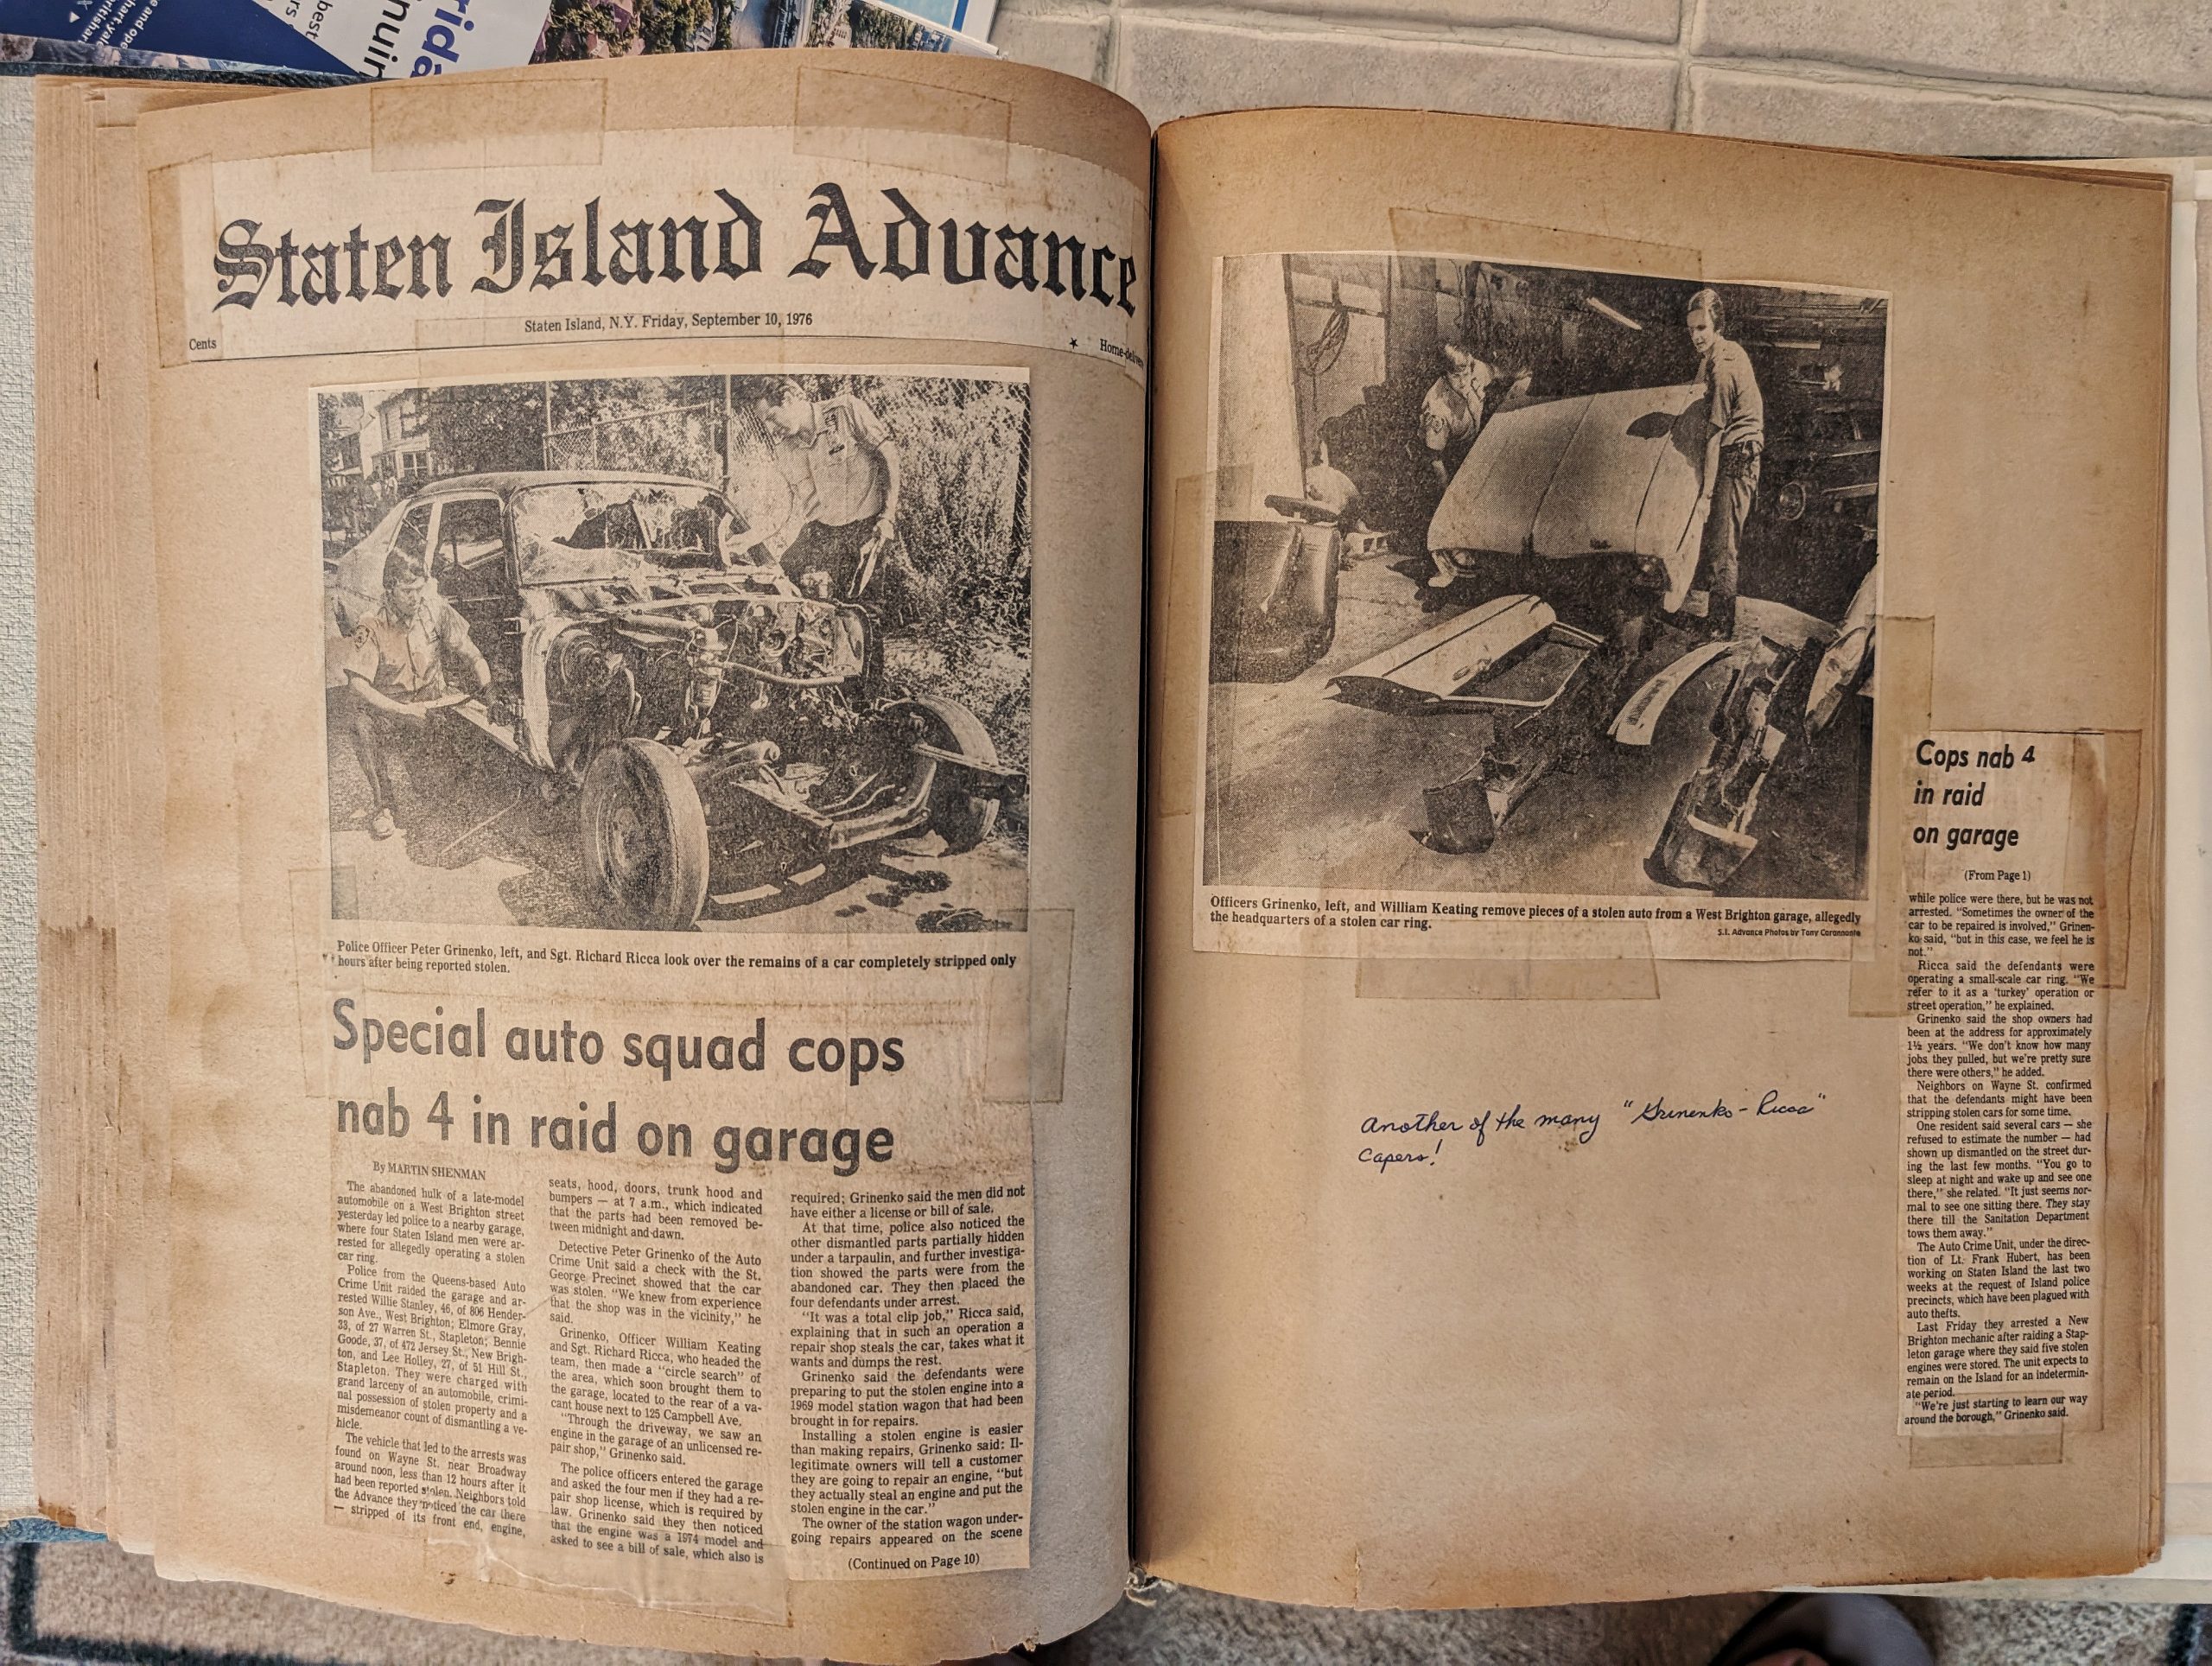 rida
nuin
best
rs
Staten Island Advance
Staten Island, N.Y. Friday, September 10, 1976
Cents
★ Home-deliver
Police Officer Peter Grinenko, left, and Sgt. Richard Ricca look over the remains of a car completely stripped only
hours after being reported stolen.
Special auto squad cops
nab 4 in raid on garage
By MARTIN SHENMAN
The abandoned hulk of a late-model
automobile on a West Brighton street
yesterday led police to a nearby garage,
where four Staten Island men were ar-
rested for allegedly operating a stolen
car ring.
Police from the Queens-based Auto
Crime Unit raided the garage and ar-
rested Willie Stanley, 46, of 806 Hender-
son Ave., West Brighton; Elmore Gray,
33, of 27 Warren St., Stapleton; Bennie
Goode, 37, of 472 Jersey St., New Brigh-
ton, and Lee Holley, 27, of 51 Hill St.,
Stapleton. They were charged with
grand larceny of an automobile, crimi-
nal possession of stolen property and a
misdemeanor count of dismantling a ve-
hicle.
The vehicle that led to the arrests was
found on Wayne St. near Broadway
around noon, less than 12 hours after it
had been reported stolen. Neighbors told
the Advance they noticed the car there
— stripped of its front end, engine,
seats, hood, doors, trunk hood and
bumpers — at 7 a.m., which indicated
that the parts had been removed be-
tween midnight and dawn.
Detective Peter Grinenko of the Auto
Crime Unit said a check with the St.
George Precinct showed that the car
was stolen. "We knew from experience
that the shop was in the vicinity," he
said.
Grinenko, Officer William Keating
and Sgt. Richard Ricca, who headed the
team, then made a "circle search" of
the area, which soon brought them to
the garage, located to the rear of a va-
cant house next to 125 Campbell Ave.
"Through the driveway, we saw an
engine in the garage of an unlicensed re-
pair shop," Grinenko said.
The police officers entered the garage
and asked the four men if they had a re-
pair shop license, which is required by
law. Grinenko said they then noticed
that the engine was a 1974 model and
asked to see a bill of sale, which also is
required; Grinenko said the men did not
have either a license or bill of sale.
At that time, police also noticed the
other dismantled parts partially hidden
under a tarpaulin, and further investiga-
tion showed the parts were from the
abandoned car. They then placed the
four defendants under arrest.
"It was a total clip job," Ricca said,
explaining that in such an operation a
repair shop steals the car, takes what it
wants and dumps the rest.
Grinenko said the defendants were
preparing to put the stolen engine into a
1969 model station wagon that had been
brought in for repairs.
Installing a stolen engine is easier
than making repairs, Grinenko said: Il-
legitimate owners will tell a customer
they are going to repair an engine, "but
they actually steal an engine and put the
stolen engine in the car."
The owner of the station wagon under-
going repairs appeared on the scene
(Continued on Page 10)
Officers Grinenko, left, and William Keating remove pieces of a stolen auto from a West Brighton garage, allegedly
the headquarters of a stolen car ring.
S.I. Advance Photos by Tony Carannante
Another of the many "Grinenko - Ricca"
Capers!
Cops nab 4
in raid
on garage
(From Page 1)
while police were there, but he was not
arrested. "Sometimes the owner of the
car to be repaired is involved," Grinen-
ko said, "but in this case, we feel he is
not."
Ricca said the defendants were
operating a small-scale car ring. "We
refer to it as a 'turkey' operation or
street operation," he explained.
Grinenko said the shop owners had
been at the address for approximately
1½ years. "We don't know how many
jobs they pulled, but we're pretty sure
there were others," he added.
Neighbors on Wayne St. confirmed
that the defendants might have been
stripping stolen cars for some time.
One resident said several cars — she
refused to estimate the number — had
shown up dismantled on the street dur-
ing the last few months. "You go to
sleep at night and wake up and see one
there," she related. "It just seems nor-
mal to see one sitting there. They stay
there till the Sanitation Department
tows them away."
The Auto Crime Unit, under the direc-
tion of Lt. Frank Hubert, has been
working on Staten Island the last two
weeks at the request of Island police
precincts, which have been plagued with
auto thefts.
Last Friday they arrested a New
Brighton mechanic after raiding a Stap-
leton garage where they said five stolen
engines were stored. The unit expects to
remain on the Island for an indetermin-
ate period.
"We're just starting to learn our way
around the borough," Grinenko said.